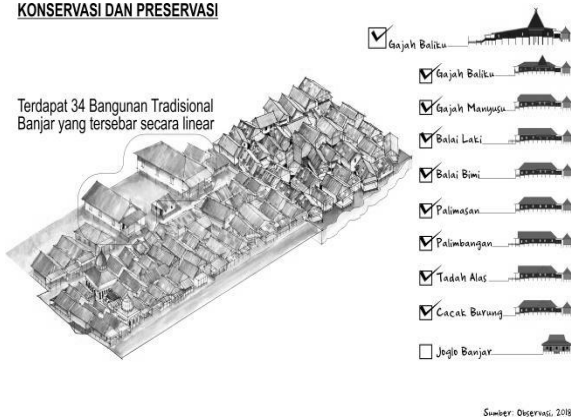 KONSERVASI DAN PRESERVASI
Terdapat 34 Bangunan Tradisional
Banjar yang tersebar secara linear
Gajah Baliku
Gajah Baliku
Gajah Manyusu
Balai Laki
Balai Bimi
Palimasan
Palimbangan
Tadah Alas
Cacak Burung
Joglo Banjar
Sumber: Observasi, 2018